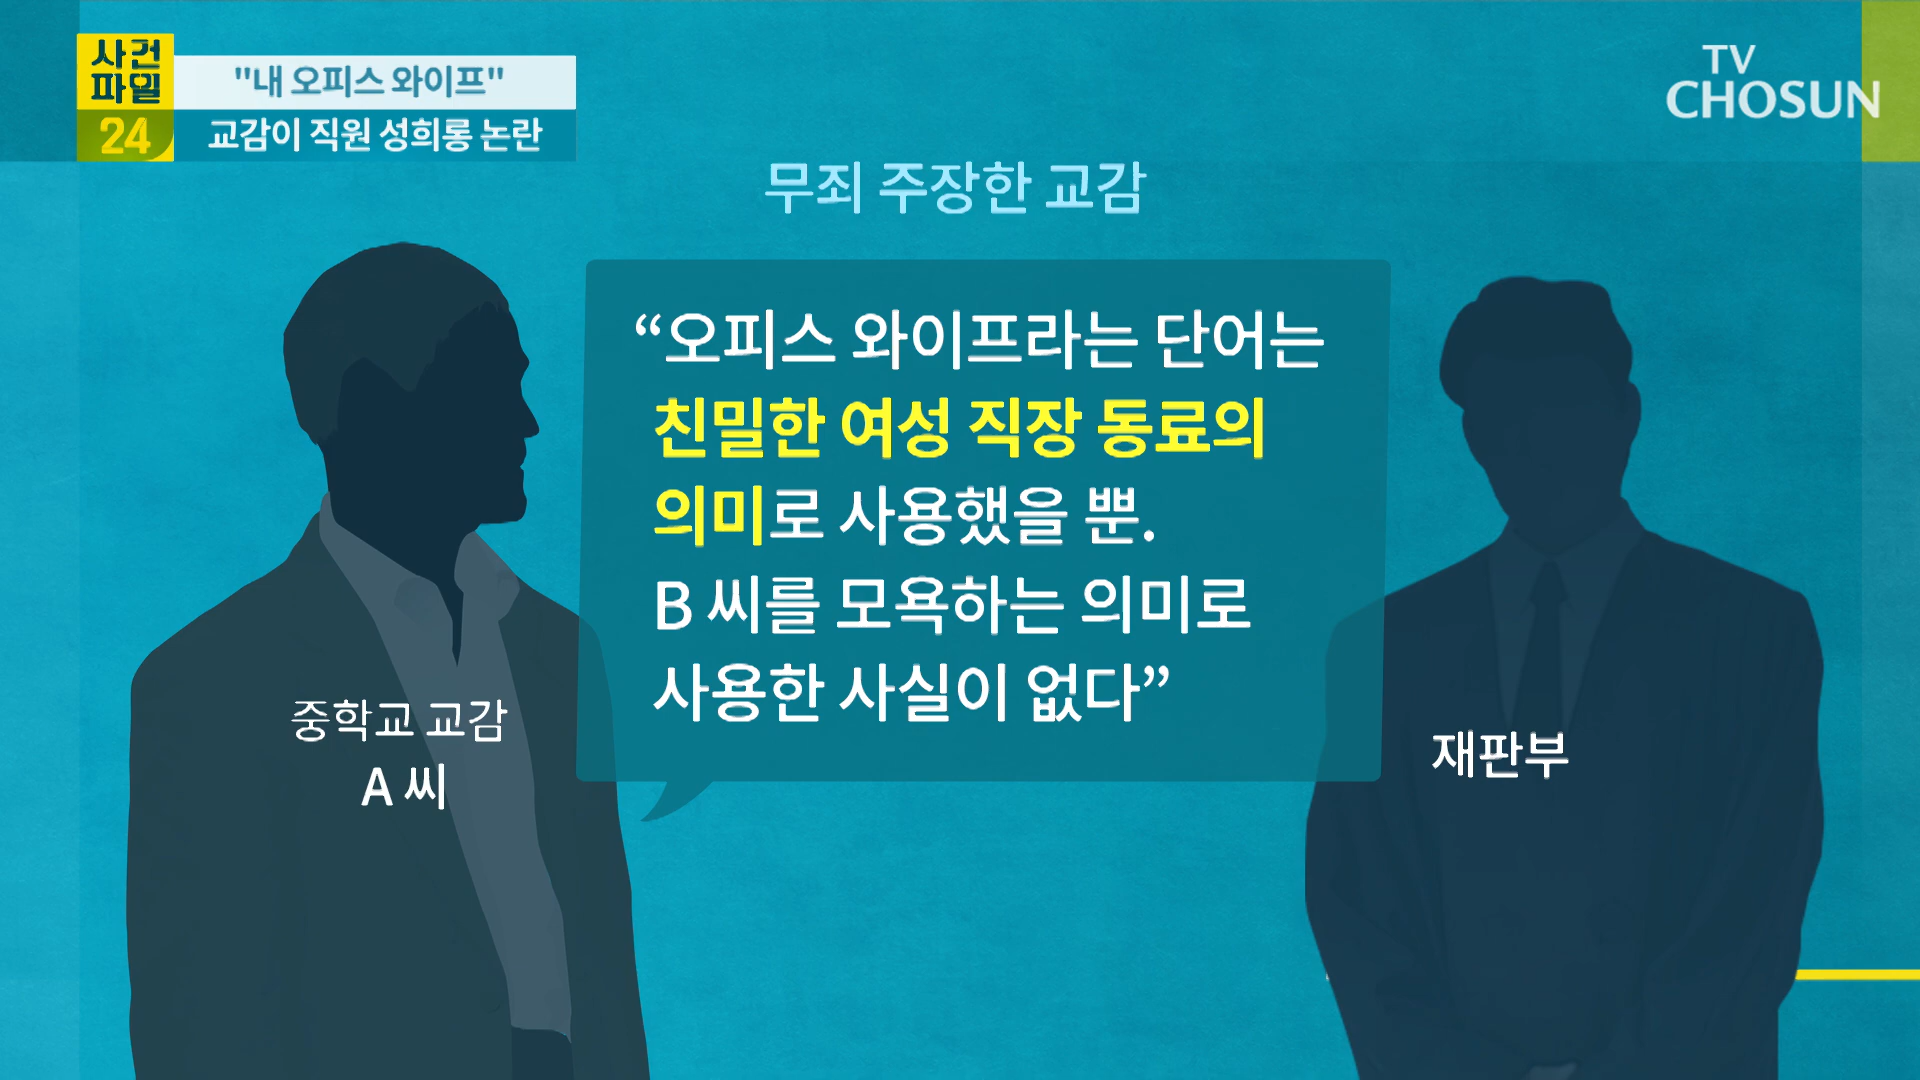 사건
파일
24
"내 오피스 와이프"
교감이 직원 성희롱 논란
TV
CHOSUN
무죄 주장한 교감
“오피스 와이프라는 단어는
친밀한 여성 직장 동료의
의미로 사용했을 뿐.
B 씨를 모욕하는 의미로
사용한 사실이 없다”
중학교 교감
A 씨
재판부